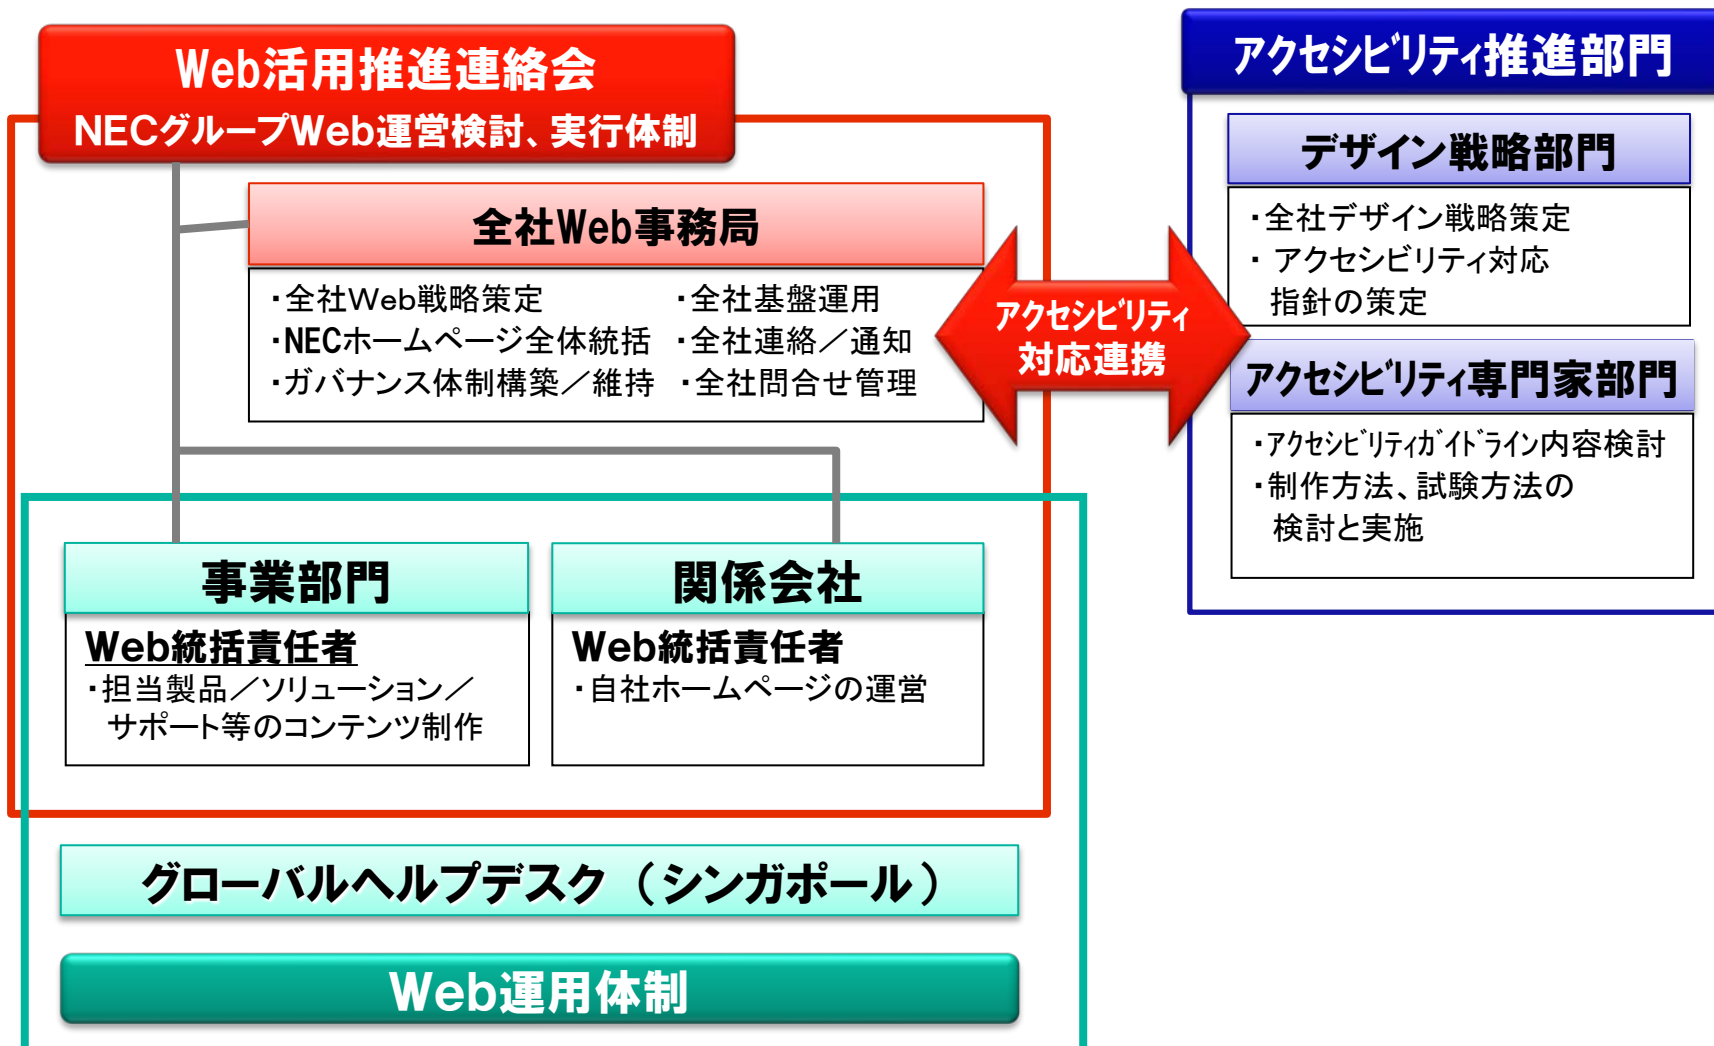 Web活用推進連絡会
NECグループWeb運営検討、実行体制
全社Web事務局
・全社Web戦略策定
・NECホームページ全体統括
・ガバナンス体制構築／維持
・全社基盤運用
・全社連絡／通知
・全社問合せ管理
アクセシビリティ
対応連携
アクセシビリティ推進部門
デザイン戦略部門
・全社デザイン戦略策定
・ アクセシビリティ対応
指針の策定
アクセシビリティ専門家部門
・アクセシビリティガイドライン内容検討
・制作方法、試験方法の
検討と実施
事業部門
Web統括責任者
・担当製品／ソリューション／
サポート等のコンテンツ制作
関係会社
Web統括責任者
・自社ホームページの運営
グローバルヘルプデスク（シンガポール）
Web運用体制